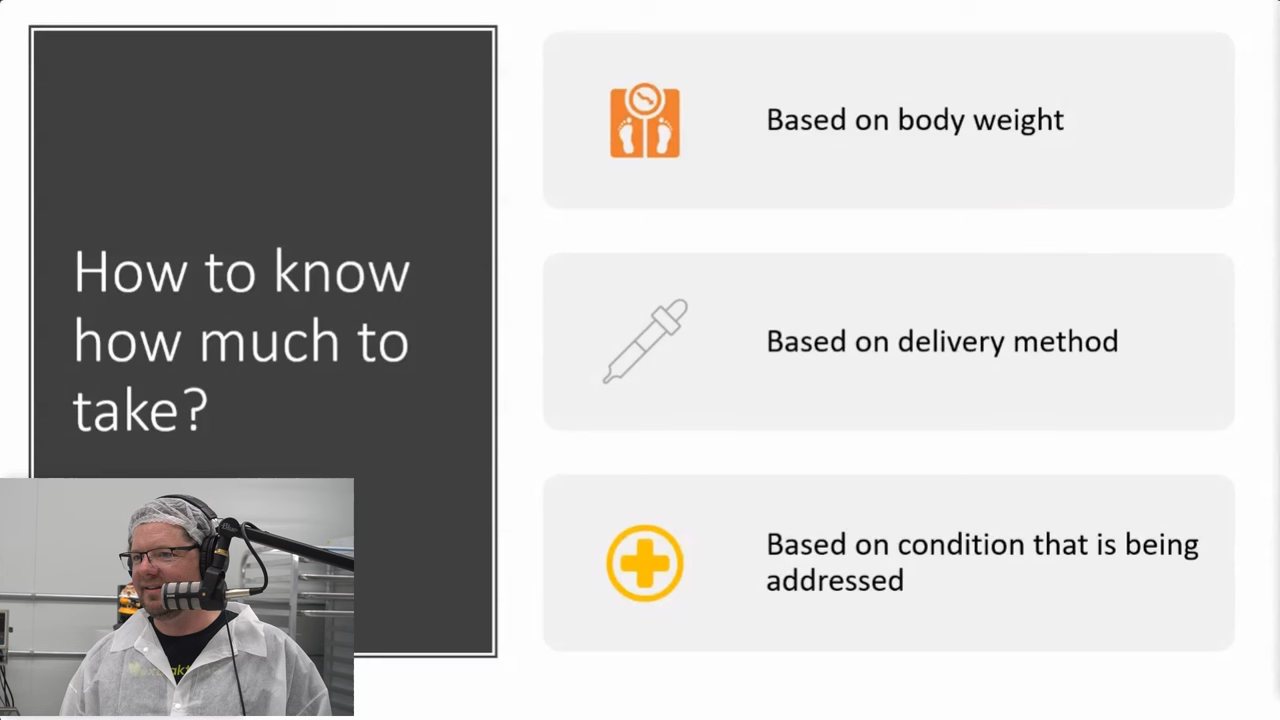 How to know
how much to
take?
Based on body weight
Based on delivery method
Based on condition that is being
addressed